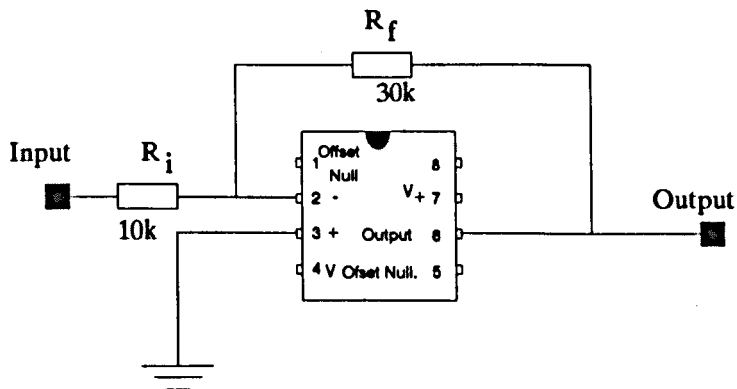 R f
30k
Input
R i
10k
1 Offset Null 8
2 - V+ 7
3 + Output 6
4 V Ofset Null. 5
Output